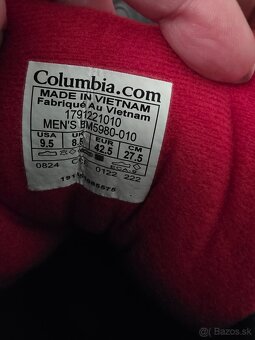 Columbia.com
MADE IN VIETNAM
Fabriqué Au Vietnam
1791221010
MEN'S BM5980-010
USA UK EUR CM
9.5 8.5 42.5 27.5
0824 0122 222
Bazos.sk